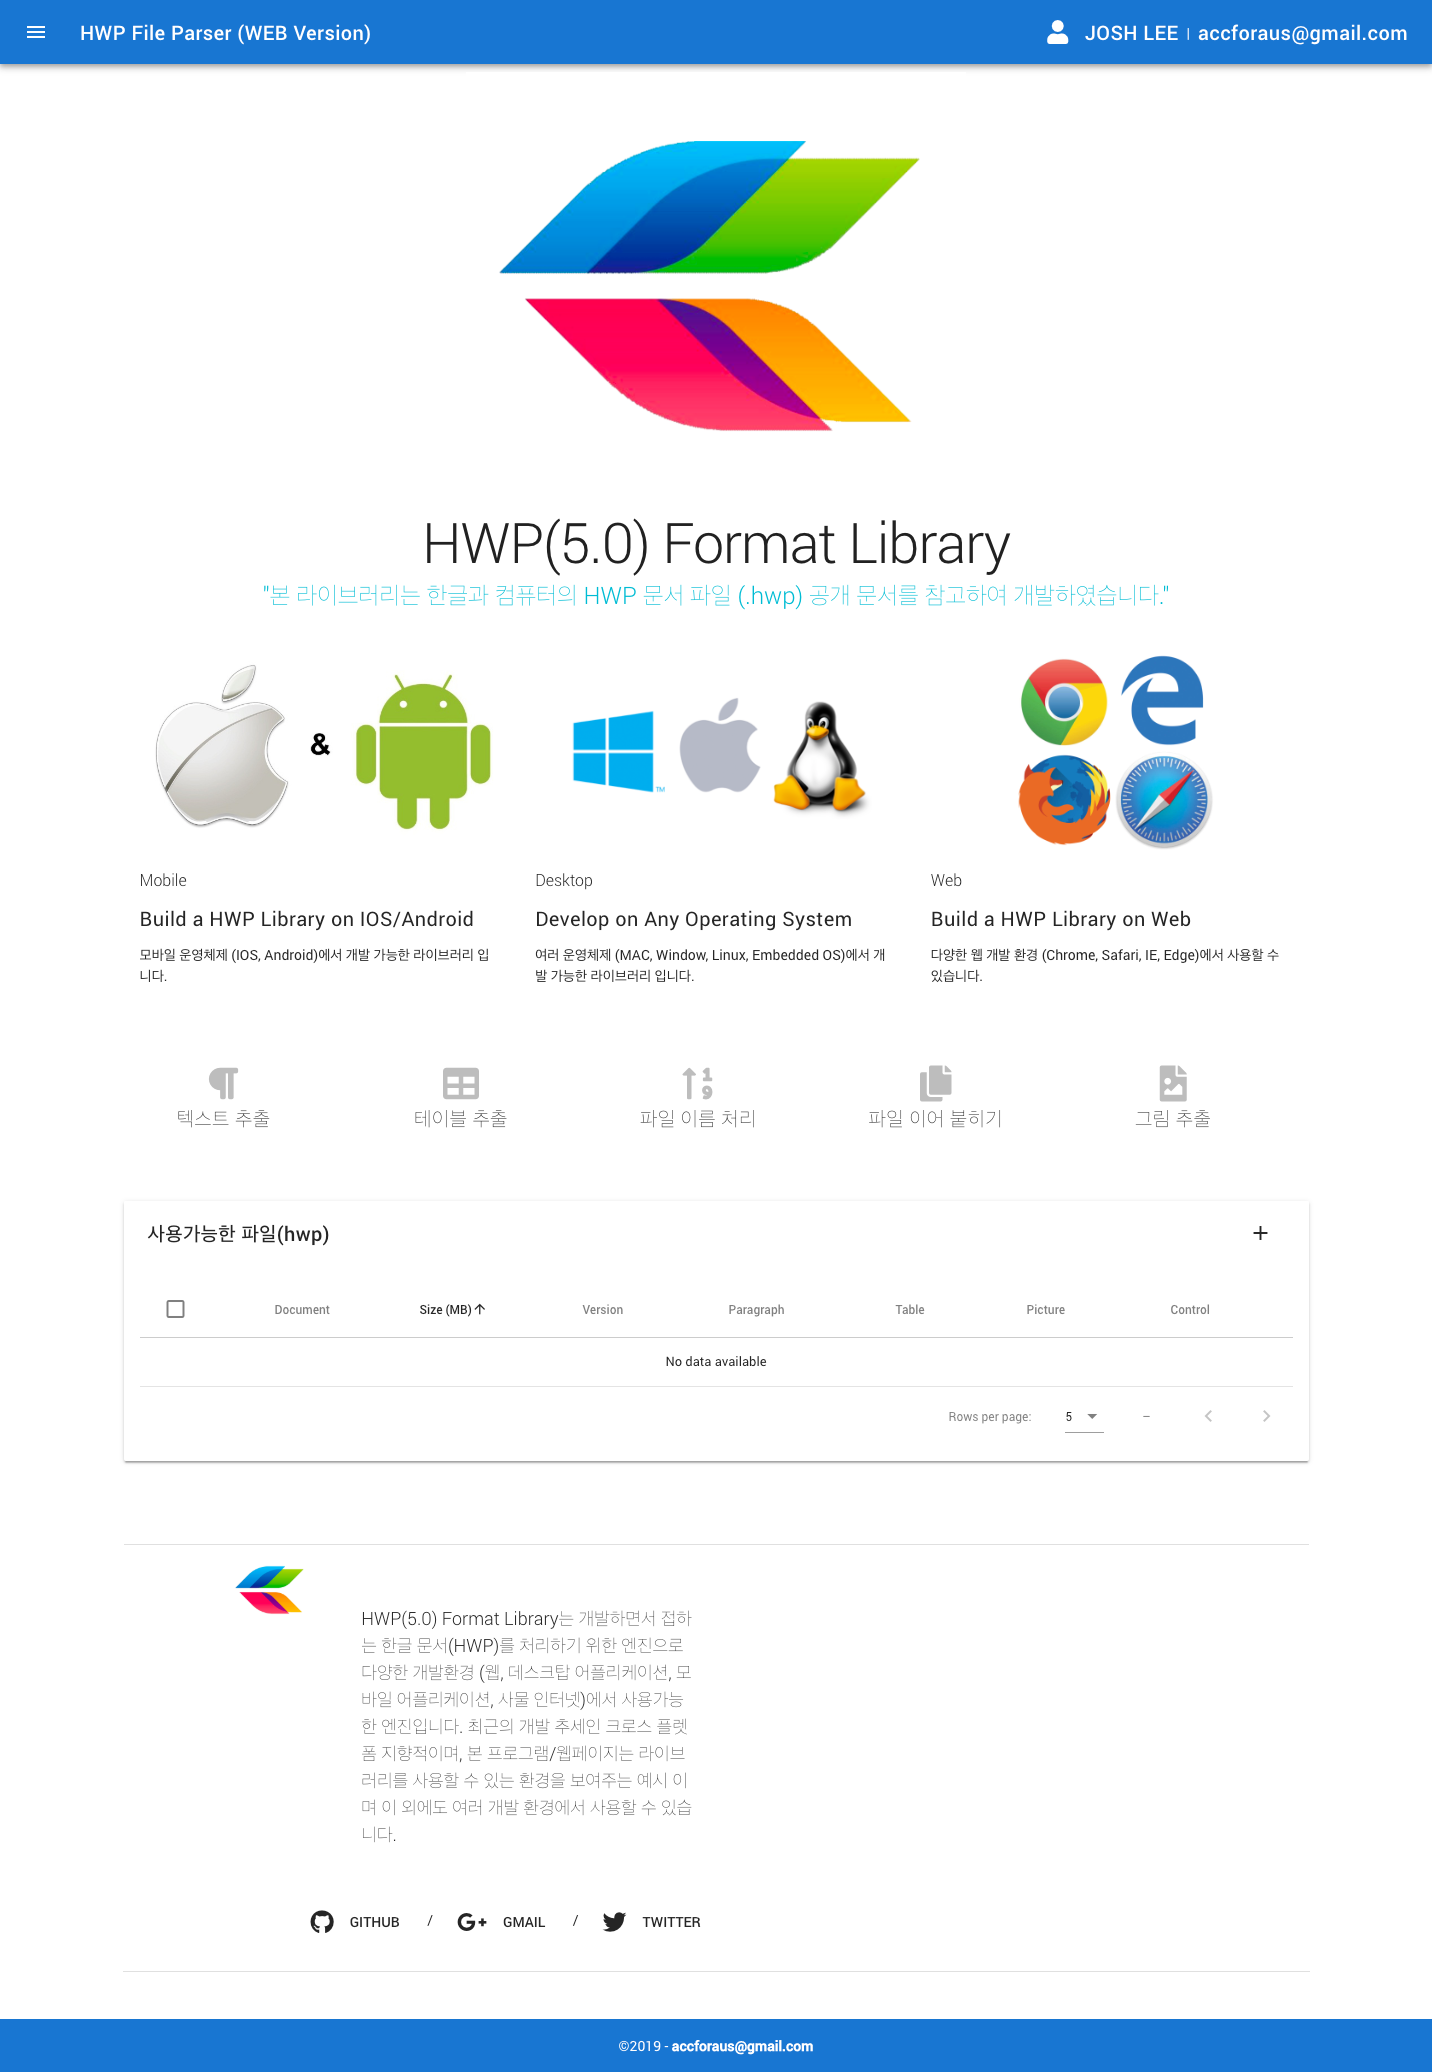 HWP File Parser (WEB Version)
JOSH LEE | accforaus@gmail.com
HWP(5.0) Format Library
"본 라이브러리는 한글과 컴퓨터의 HWP 문서 파일 (.hwp) 공개 문서를 참고하여 개발하였습니다."
&
TM
Mobile
Build a HWP Library on IOS/Android
모바일 운영체제 (IOS, Android)에서 개발 가능한 라이브러리 입
니다.
Desktop
Develop on Any Operating System
여러 운영체제 (MAC, Window, Linux, Embedded OS)에서 개
발 가능한 라이브러리 입니다.
Web
Build a HWP Library on Web
다양한 웹 개발 환경 (Chrome, Safari, IE, Edge)에서 사용할 수
있습니다.
텍스트 추출
테이블 추출
파일 이름 처리
파일 이어 붙히기
그림 추출
사용가능한 파일(hwp)
Document Size (MB) Version Paragraph Table Picture Control
No data available
Rows per page: 5 –
HWP(5.0) Format Library는 개발하면서 접하
는 한글 문서(HWP)를 처리하기 위한 엔진으로
다양한 개발환경 (웹, 데스크탑 어플리케이션, 모
바일 어플리케이션, 사물 인터넷)에서 사용가능
한 엔진입니다. 최근의 개발 추세인 크로스 플렛
폼 지향적이며, 본 프로그램/웹페이지는 라이브
러리를 사용할 수 있는 환경을 보여주는 예시 이
며 이 외에도 여러 개발 환경에서 사용할 수 있습
니다.
GITHUB / GMAIL / TWITTER
©2019 - accforaus@gmail.com